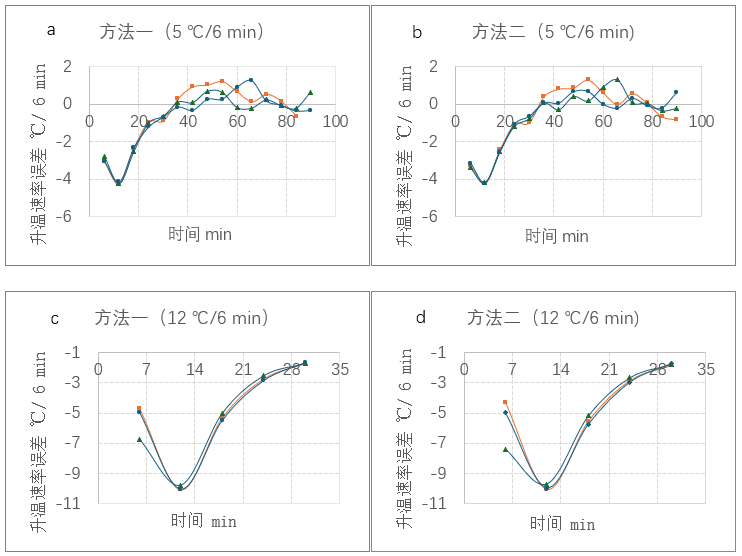 a 方法一（5 ℃/6 min）
2
0
-2
-4
-6
0 20 40 60 80 100
升温速率误差 ℃/ 6 min
时间 min
b 方法二（5 ℃/6 min）
2
0
-2
-4
-6
0 20 40 60 80 100
升温速率误差 ℃/ 6 min
时间 min
c 方法一（12 ℃/6 min）
-1
-3
-5
-7
-9
-11
0 7 14 21 28 35
升温速率误差 ℃/ 6 min
时间 min
d 方法二（12 ℃/6 min)
-1
-3
-5
-7
-9
-11
0 7 14 21 28 35
升温速率误差 ℃/ 6 min
时间 min